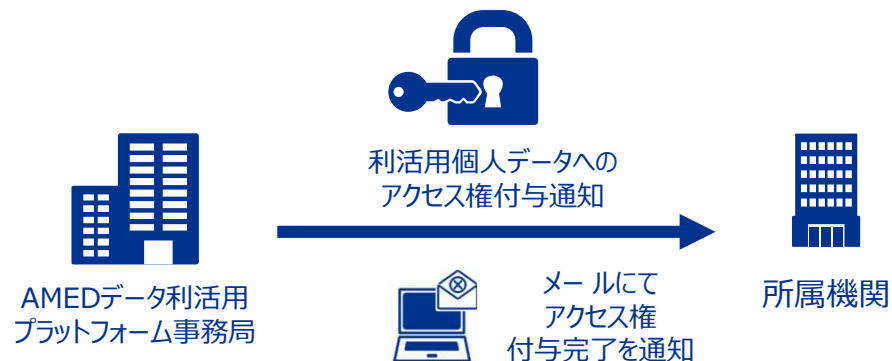 利活用個人データへの
アクセス権付与通知
AMEDデータ利活用
プラットフォーム事務局
メー ルにて
アクセス権
付与完了を通知
所属機関